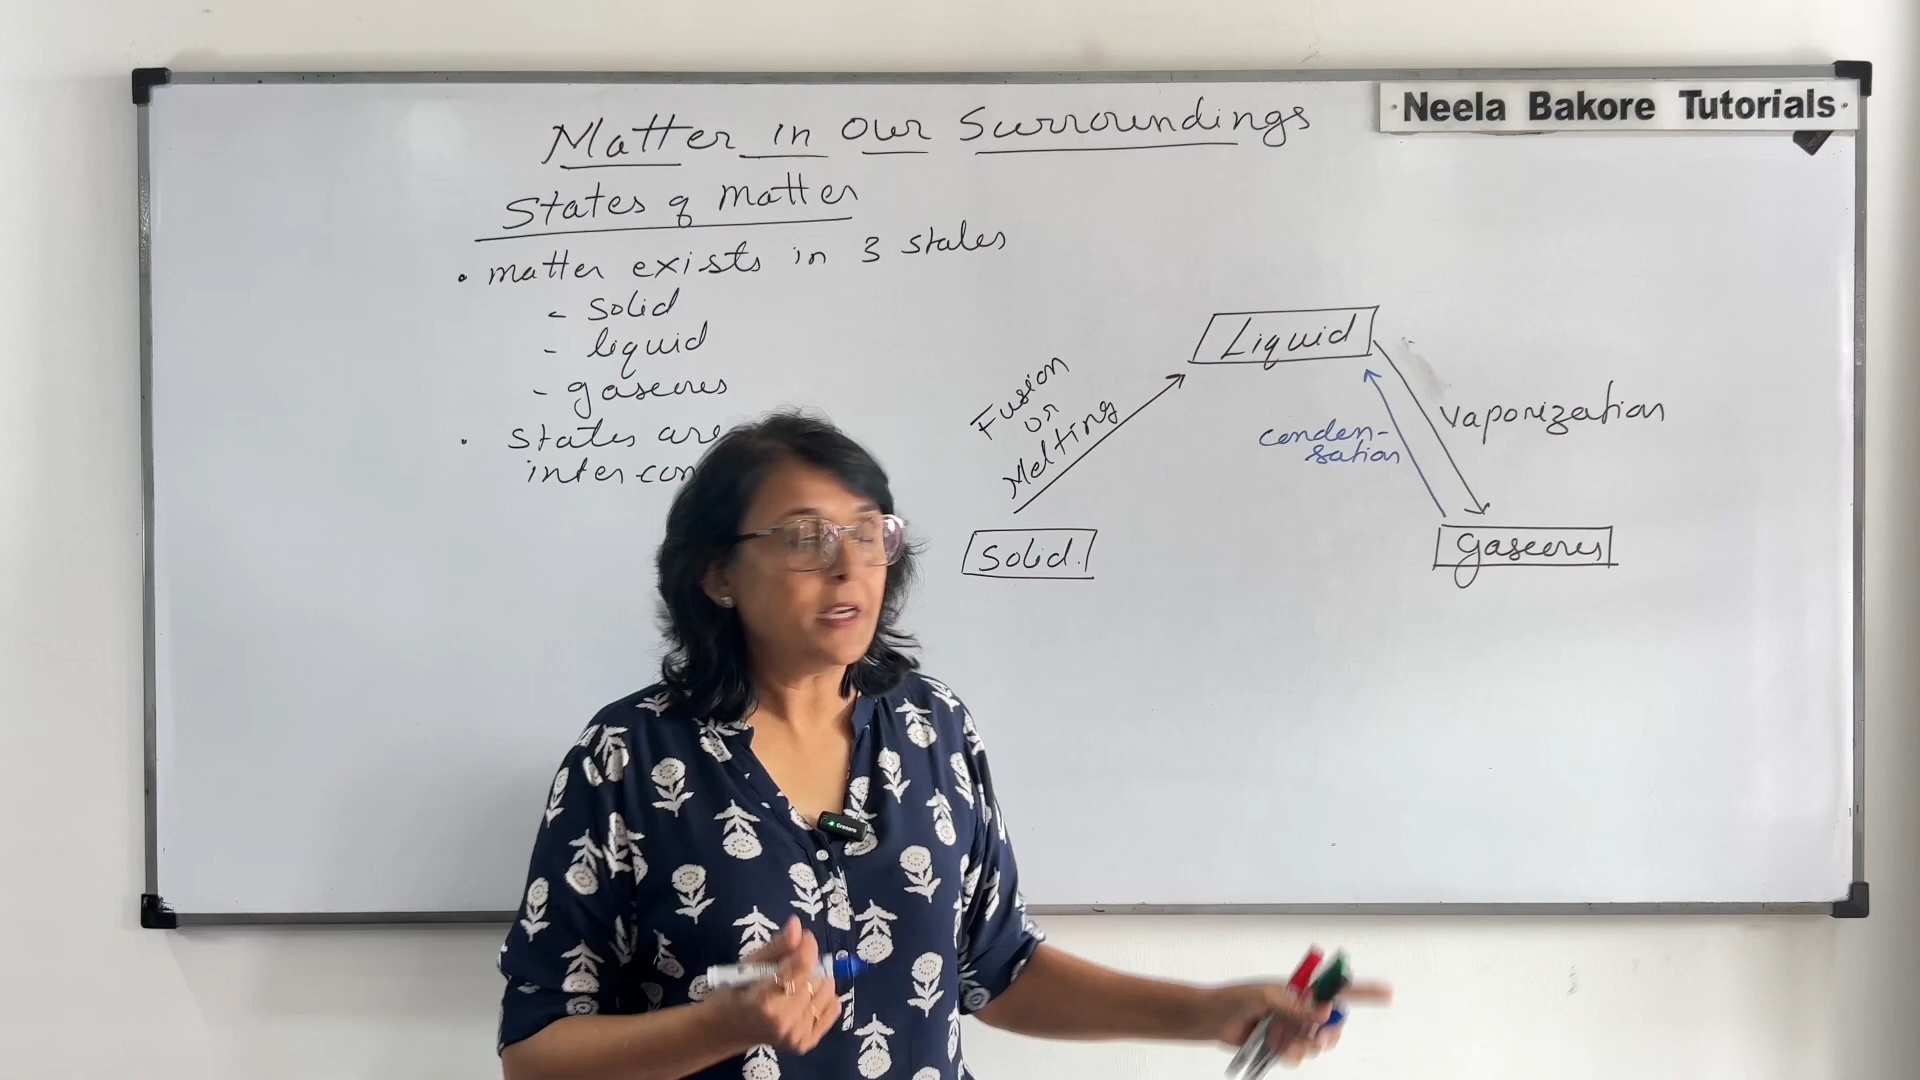 Neela Bakore Tutorials
Matter in Our Surroundings
States of matter
• matter exists in 3 states
- solid
- liquid
- gaseous
• states are
inter-con
Liquid
Fusion
or
Melting
vaporization
conden-
sation
Solid.
gaseous